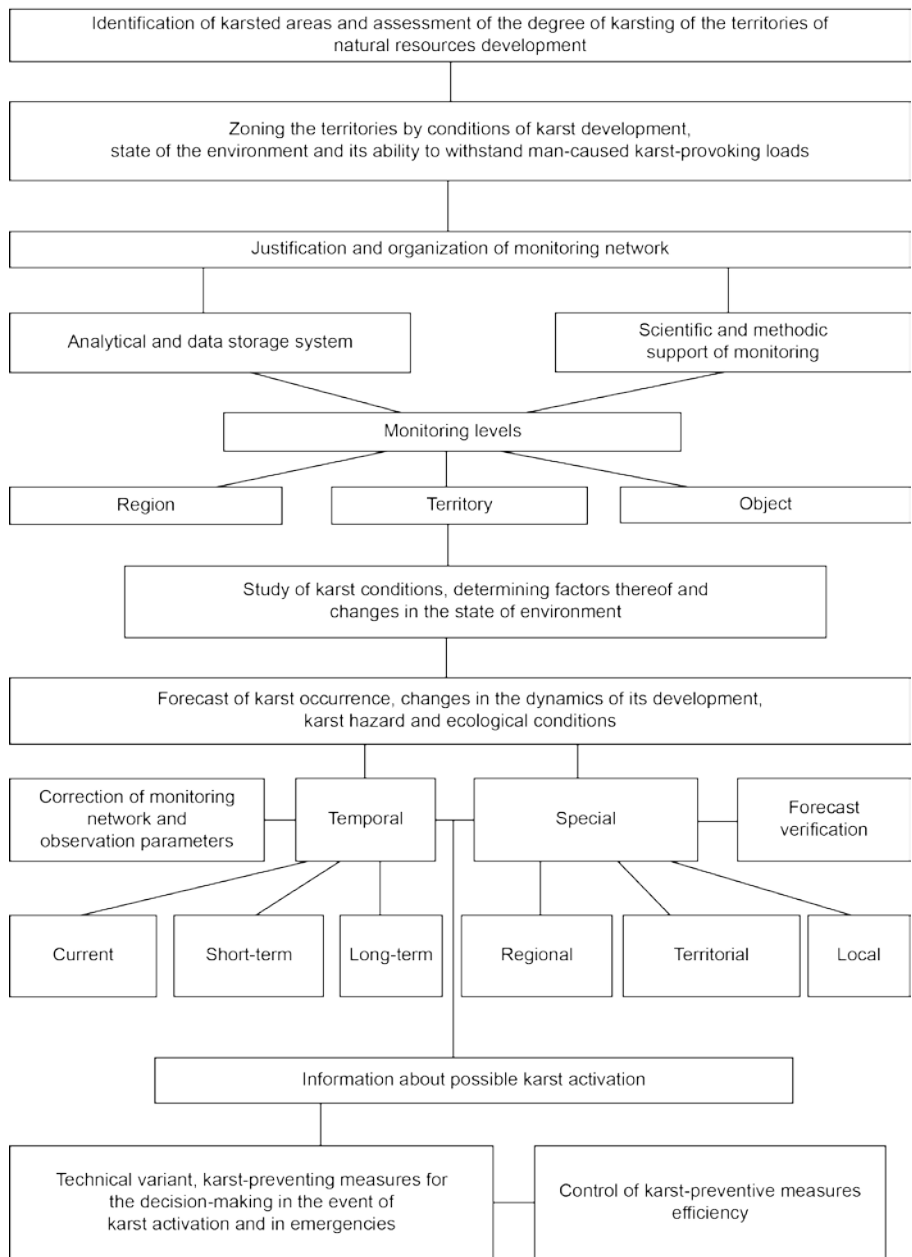 Identification of karsted areas and assessment of the degree of karsting of the territories of
natural resources development
Zoning the territories by conditions of karst development,
state of the environment and its ability to withstand man-caused karst-provoking loads
Justification and organization of monitoring network
Analytical and data storage system
Scientific and methodic
support of monitoring
Monitoring levels
Region
Territory
Object
Study of karst conditions, determining factors thereof and
changes in the state of environment
Forecast of karst occurrence, changes in the dynamics of its development,
karst hazard and ecological conditions
Correction of monitoring
network and
observation parameters
Temporal
Special
Forecast
verification
Current
Short-term
Long-term
Regional
Territorial
Local
Information about possible karst activation
Technical variant, karst-preventing measures for
the decision-making in the event of
karst activation and in emergencies
Control of karst-preventive measures
efficiency